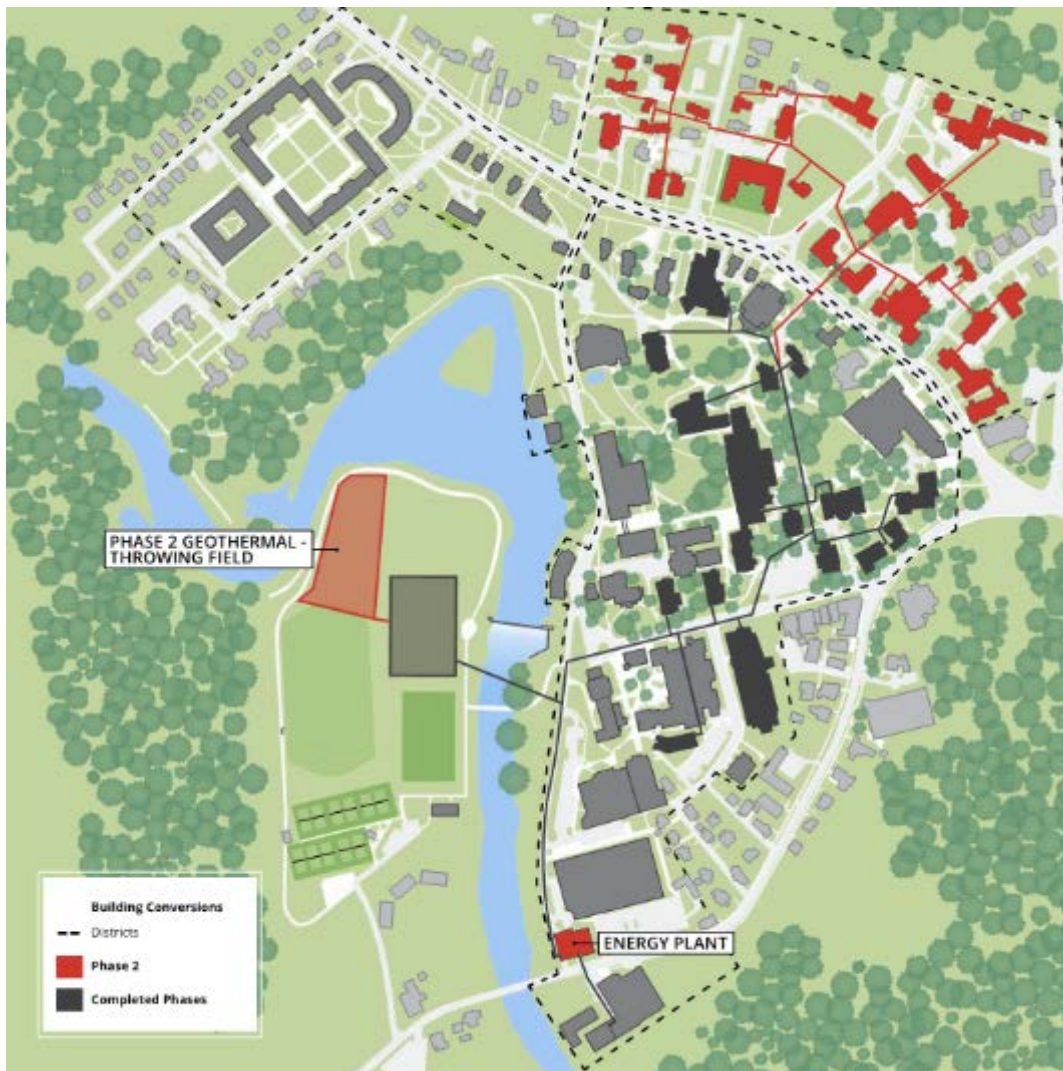 PHASE 2 GEOTHERMAL -
THROWING FIELD
ENERGY PLANT
Building Conversions
Districts
Phase 2
Completed Phases